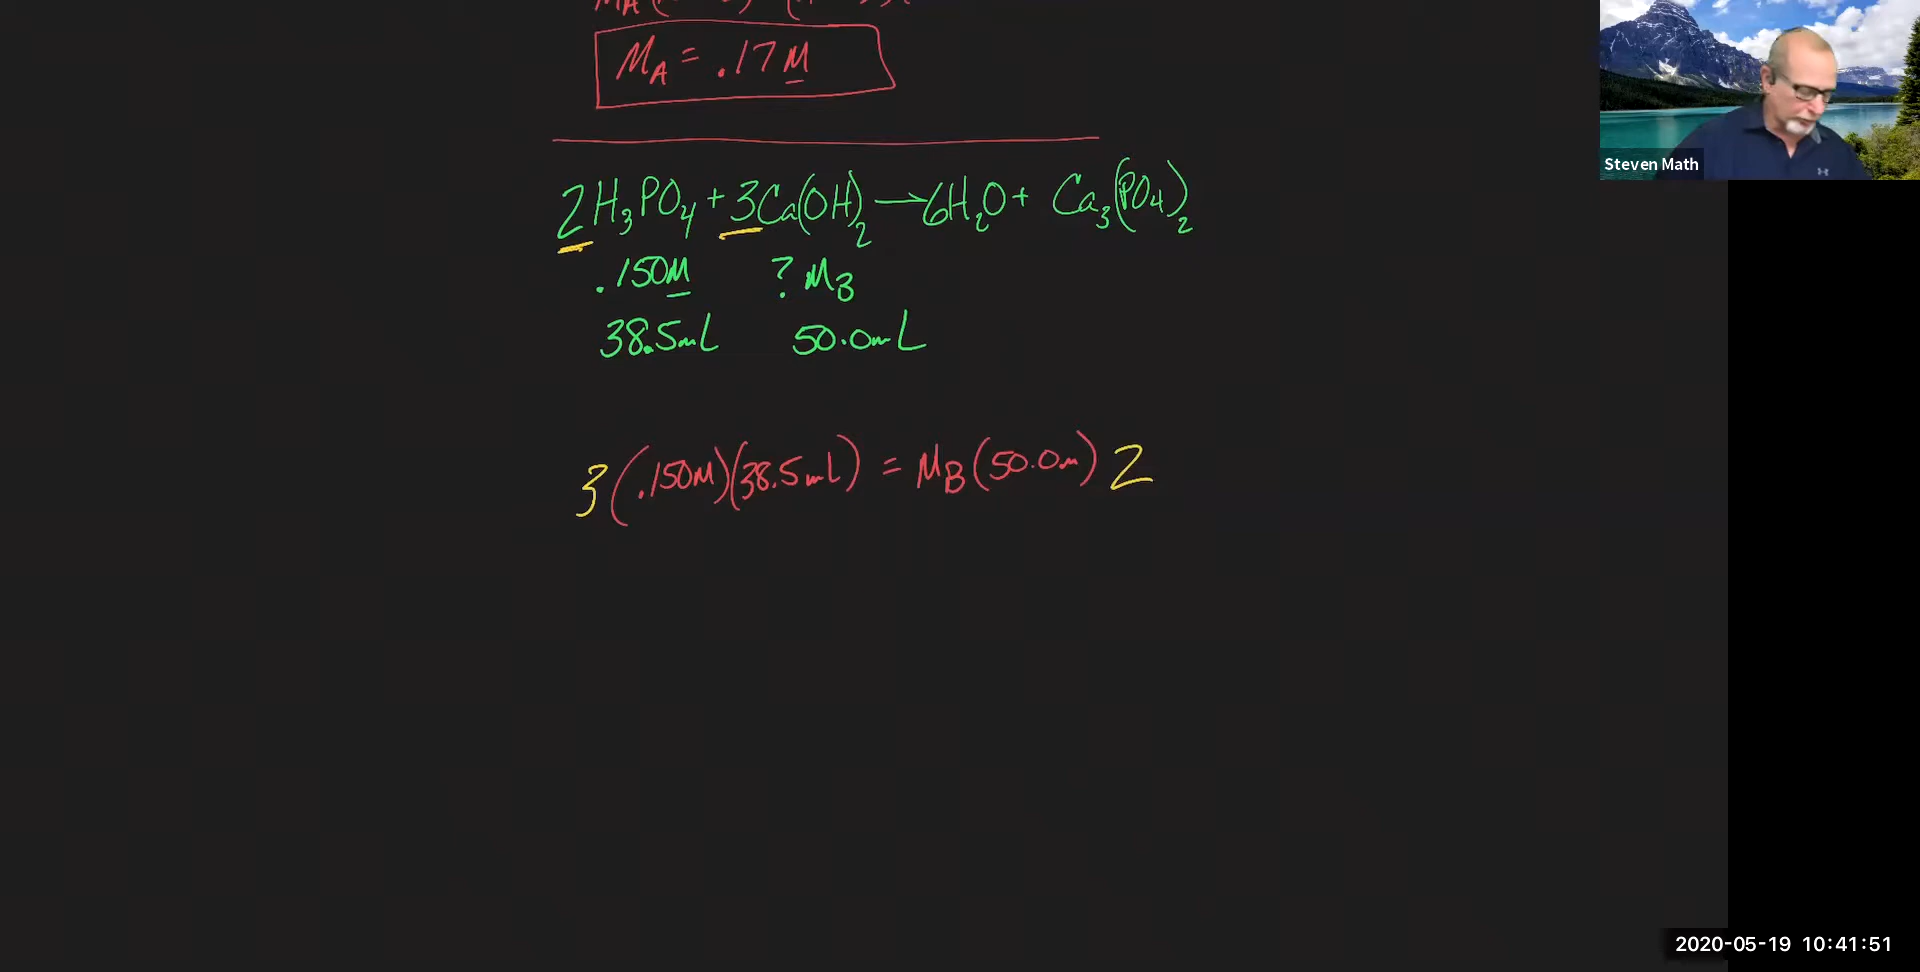 M_A = .17 M
Steven Math
2H₃PO₄ + 3Ca(OH)₂ → 6H₂O + Ca₃(PO₄)₂
.150M ? M_B
38.5mL 50.0mL
3(.150M)(38.5mL) = M_B(50.0m) 2
2020-05-19 10:41:51